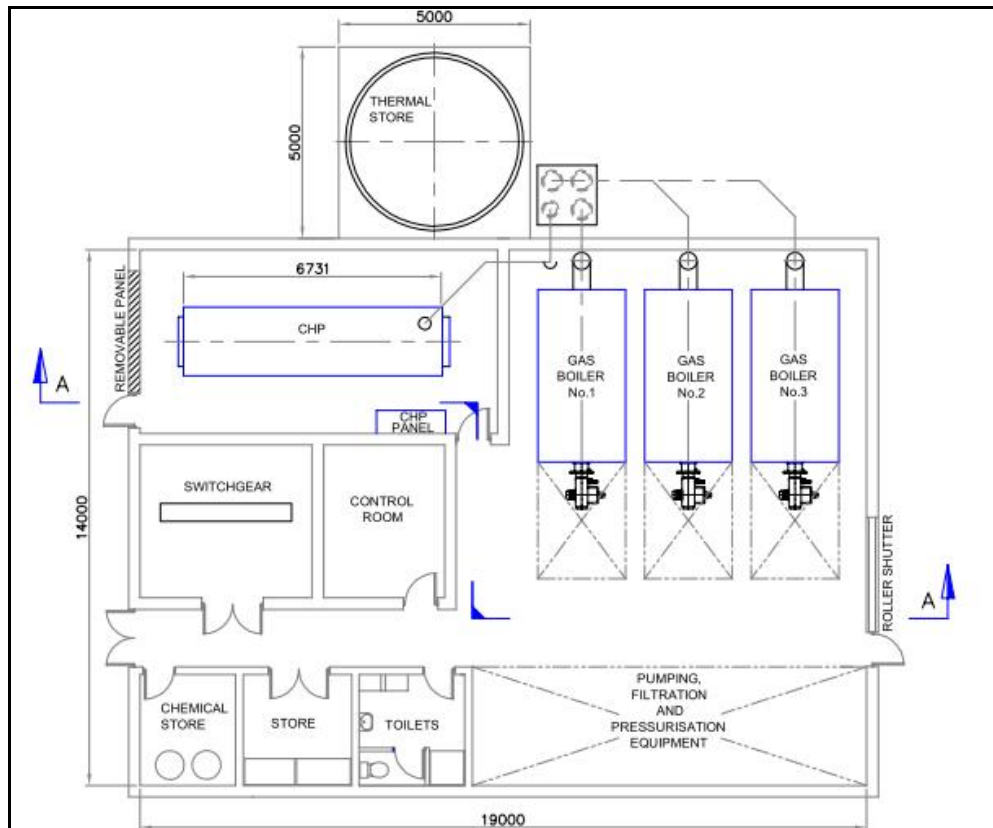 5000
THERMAL
STORE
5000
6731
REMOVABLE PANEL
CHP
GAS
BOILER
No.1
GAS
BOILER
No.2
GAS
BOILER
No.3
A
CHP
PANEL
SWITCHGEAR
CONTROL
ROOM
14000
ROLLER SHUTTER
A
CHEMICAL
STORE
STORE
TOILETS
PUMPING,
FILTRATION
AND
PRESSURISATION
EQUIPMENT
19000